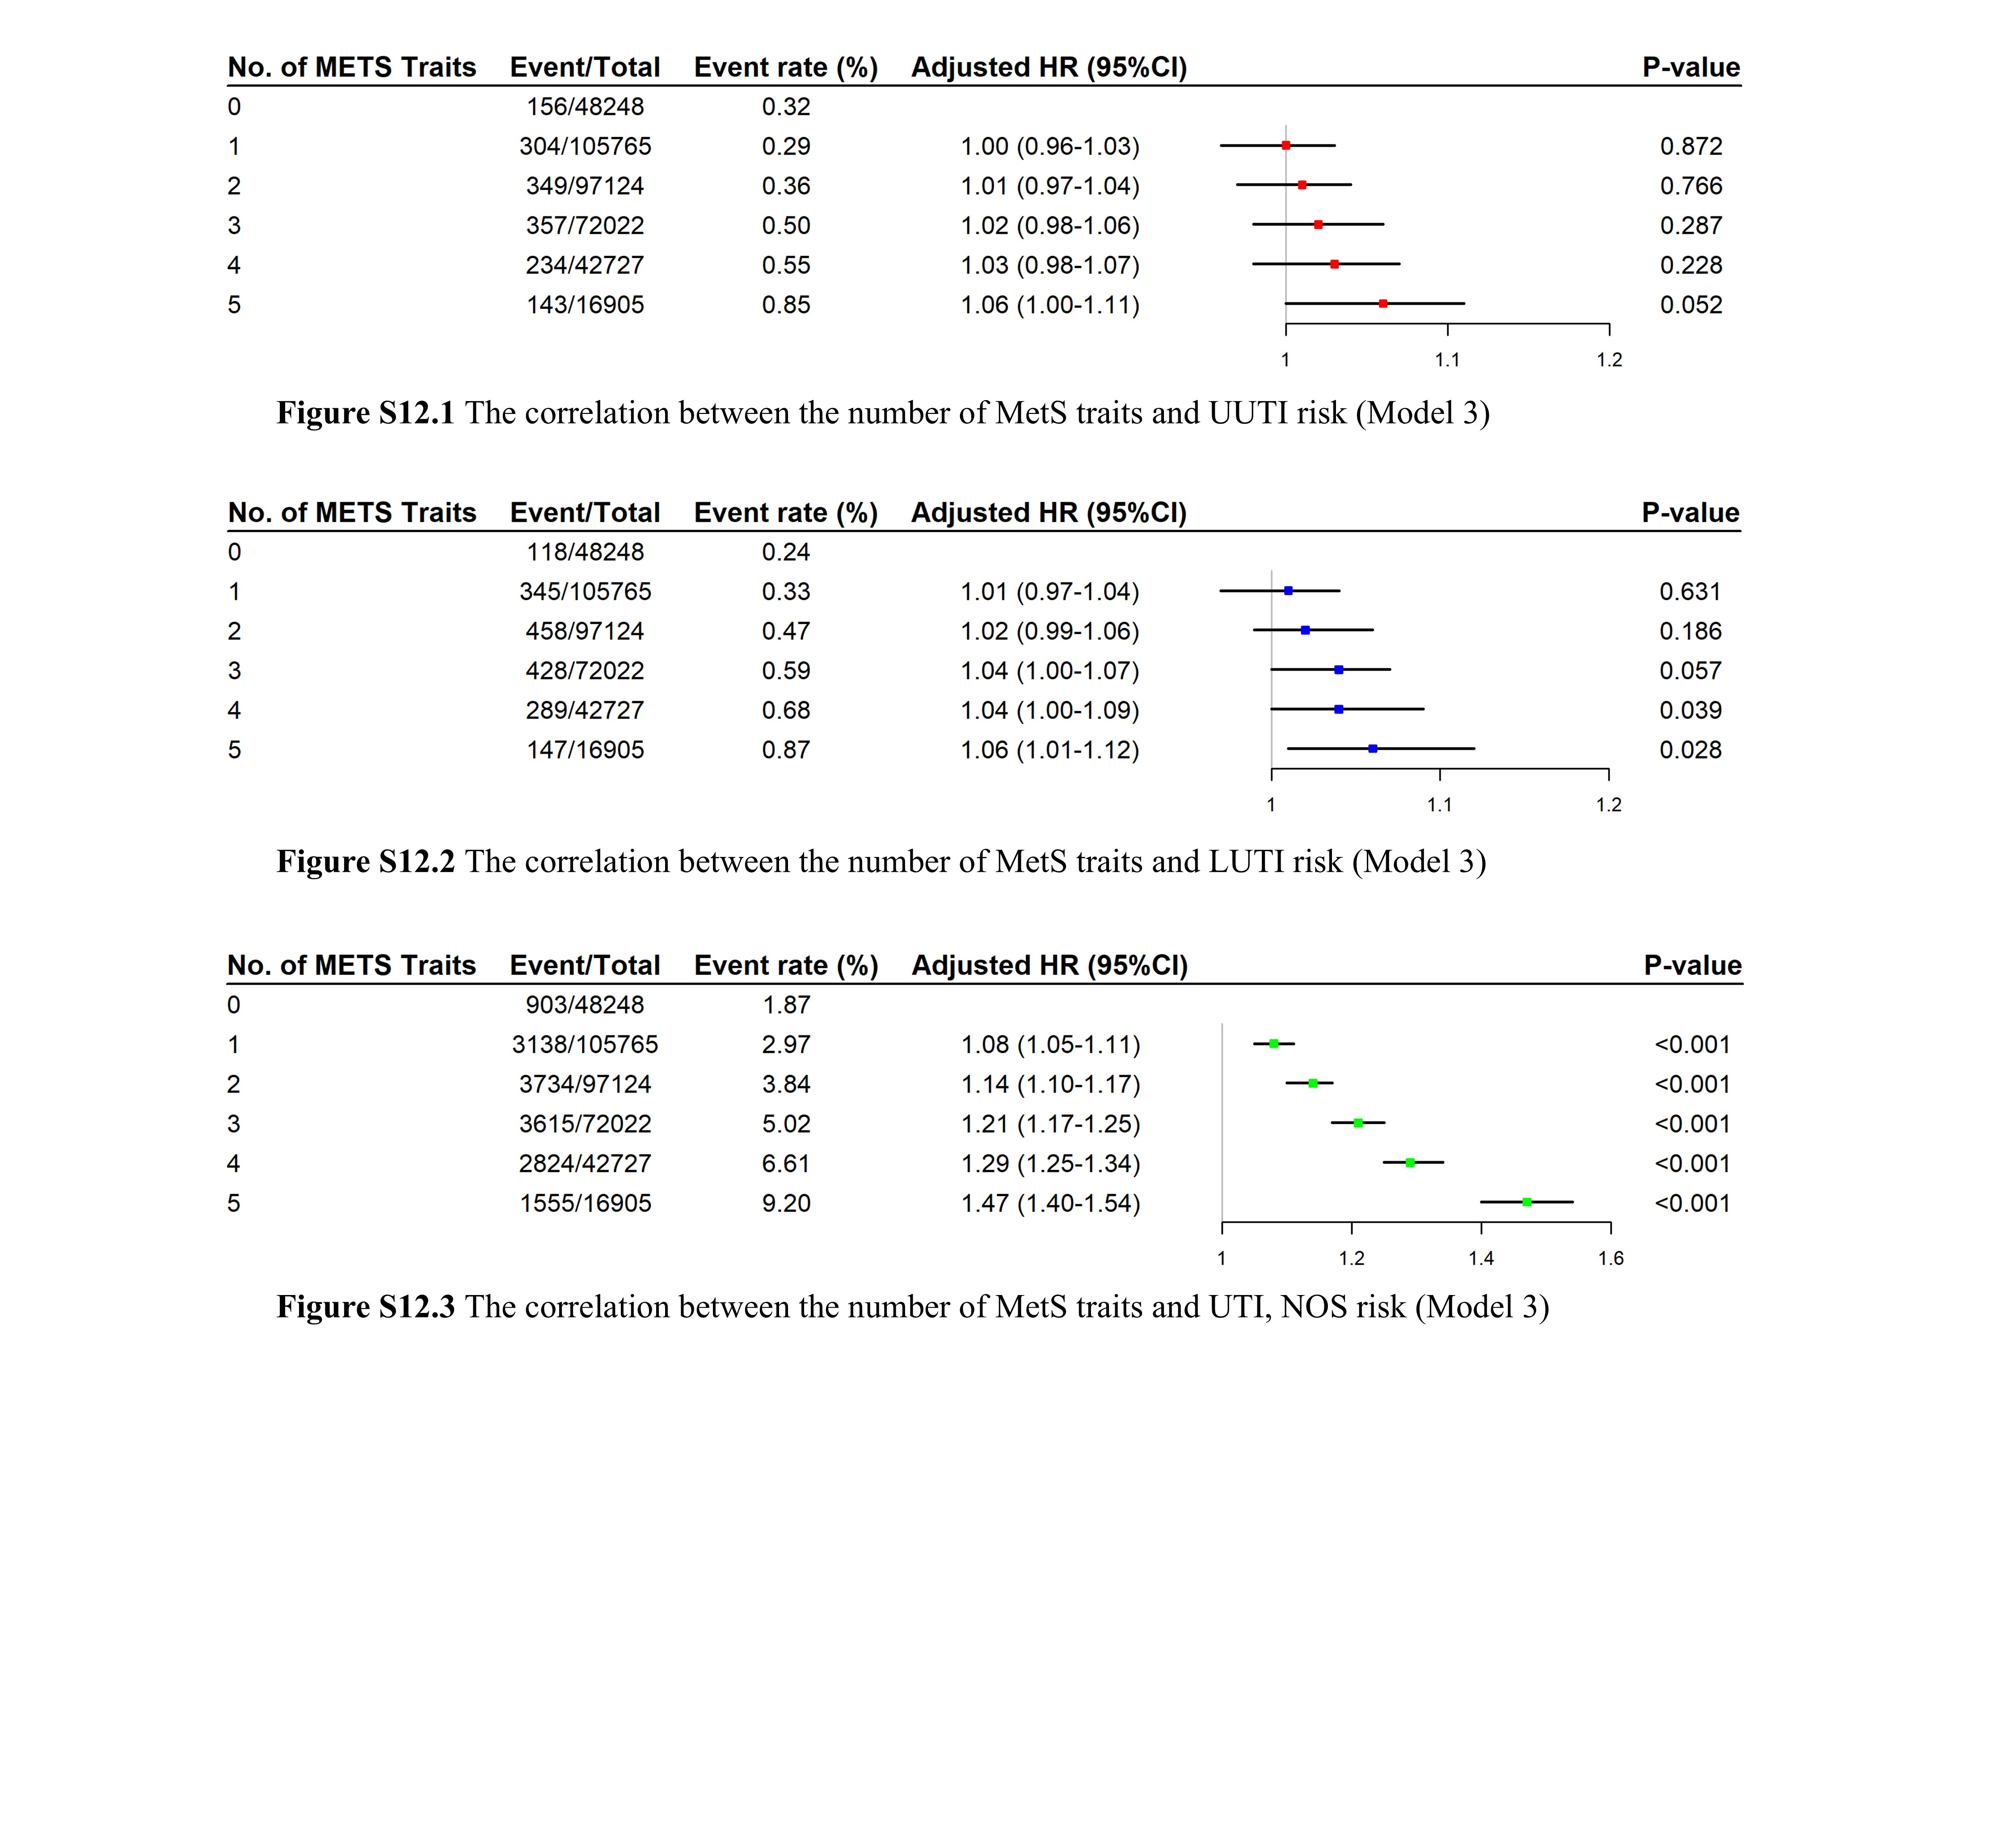 No. of METS Traits Event/Total Event rate (%) Adjusted HR (95%CI) P-value
0 156/48248 0.32
1 304/105765 0.29 1.00 (0.96-1.03) 0.872
2 349/97124 0.36 1.01 (0.97-1.04) 0.766
3 357/72022 0.50 1.02 (0.98-1.06) 0.287
4 234/42727 0.55 1.03 (0.98-1.07) 0.228
5 143/16905 0.85 1.06 (1.00-1.11) 0.052
1 1.1 1.2
Figure S12.1 The correlation between the number of MetS traits and UUTI risk (Model 3)
No. of METS Traits Event/Total Event rate (%) Adjusted HR (95%CI) P-value
0 118/48248 0.24
1 345/105765 0.33 1.01 (0.97-1.04) 0.631
2 458/97124 0.47 1.02 (0.99-1.06) 0.186
3 428/72022 0.59 1.04 (1.00-1.07) 0.057
4 289/42727 0.68 1.04 (1.00-1.09) 0.039
5 147/16905 0.87 1.06 (1.01-1.12) 0.028
1 1.1 1.2
Figure S12.2 The correlation between the number of MetS traits and LUTI risk (Model 3)
No. of METS Traits Event/Total Event rate (%) Adjusted HR (95%CI) P-value
0 903/48248 1.87
1 3138/105765 2.97 1.08 (1.05-1.11) <0.001
2 3734/97124 3.84 1.14 (1.10-1.17) <0.001
3 3615/72022 5.02 1.21 (1.17-1.25) <0.001
4 2824/42727 6.61 1.29 (1.25-1.34) <0.001
5 1555/16905 9.20 1.47 (1.40-1.54) <0.001
1 1.2 1.4 1.6
Figure S12.3 The correlation between the number of MetS traits and UTI, NOS risk (Model 3)